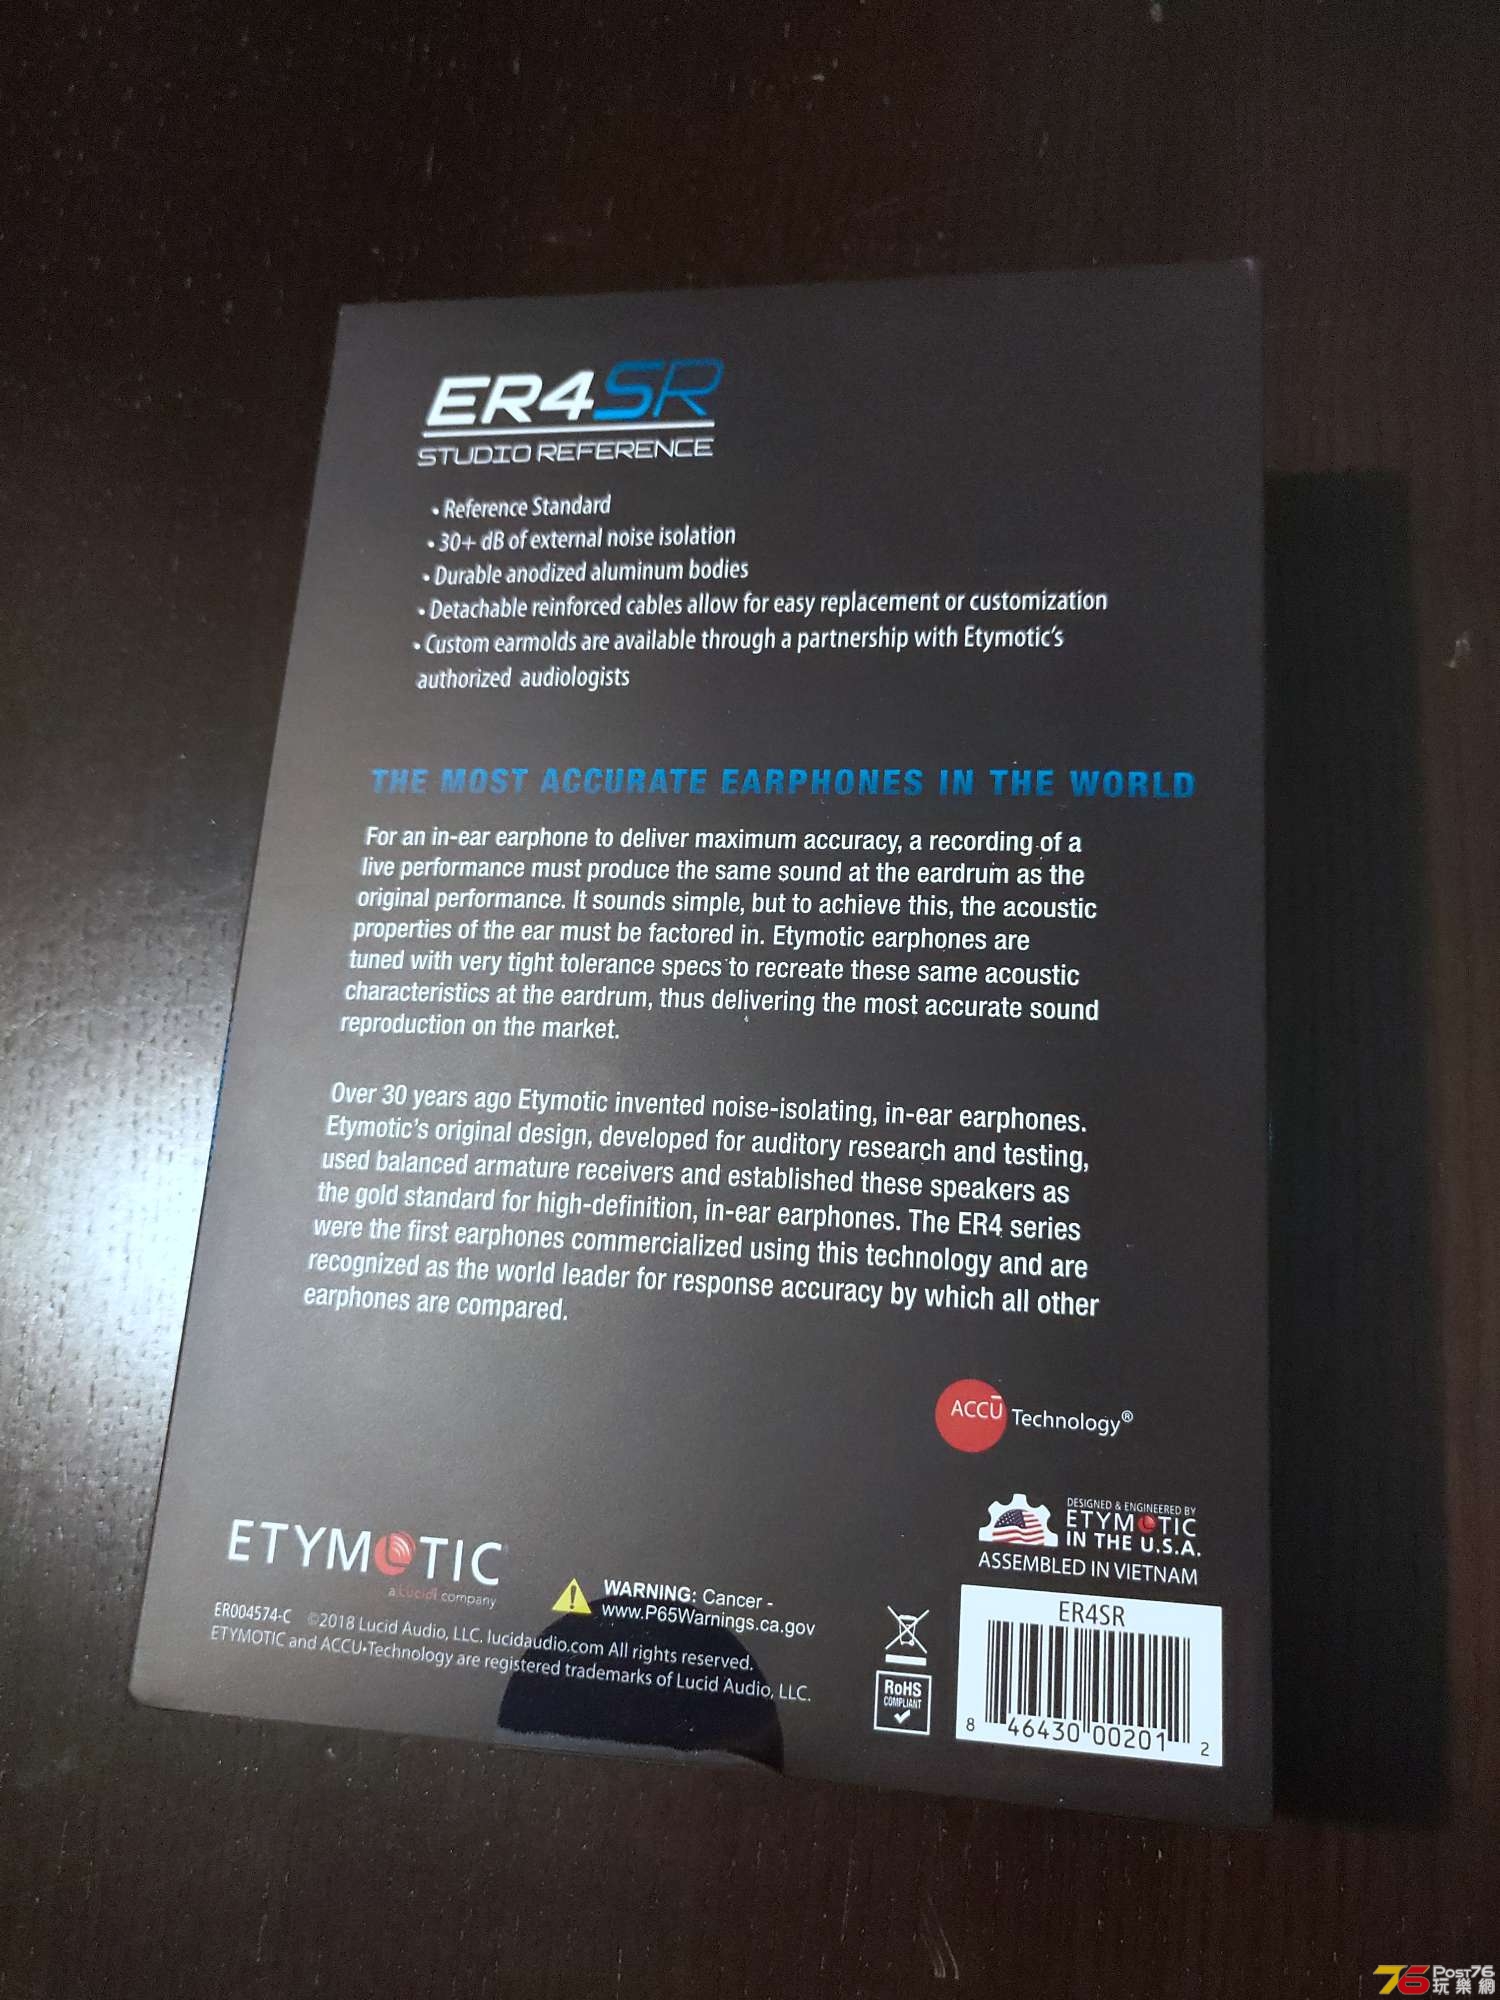 ER4SR
STUDIO REFERENCE
• Reference Standard
• 30+ dB of external noise isolation
• Durable anodized aluminum bodies
• Detachable reinforced cables allow for easy replacement or customization
• Custom earmolds are available through a partnership with Etymotic's
authorized audiologists
THE MOST ACCURATE EARPHONES IN THE WORLD
For an in-ear earphone to deliver maximum accuracy, a recording of a
live performance must produce the same sound at the eardrum as the
original performance. It sounds simple, but to achieve this, the acoustic
properties of the ear must be factored in. Etymotic earphones are
tuned with very tight tolerance specs to recreate these same acoustic
characteristics at the eardrum, thus delivering the most accurate sound
reproduction on the market.
Over 30 years ago Etymotic invented noise-isolating, in-ear earphones.
Etymotic's original design, developed for auditory research and testing,
used balanced armature receivers and established these speakers as
the gold standard for high-definition, in-ear earphones. The ER4 series
were the first earphones commercialized using this technology and are
recognized as the world leader for response accuracy by which all other
earphones are compared.
ACCŪ Technology®
DESIGNED & ENGINEERED BY
ETYMOTIC
IN THE U.S.A.
ASSEMBLED IN VIETNAM
ETYMOTIC
a Lucid company
WARNING: Cancer -
www.P65Warnings.ca.gov
ER004574-C ©2018 Lucid Audio, LLC. lucidaudio.com All rights reserved.
ETYMOTIC and ACCU•Technology are registered trademarks of Lucid Audio, LLC.
RoHS
COMPLIANT
ER4SR
8 46430 00201 2
76 Post76
玩樂網